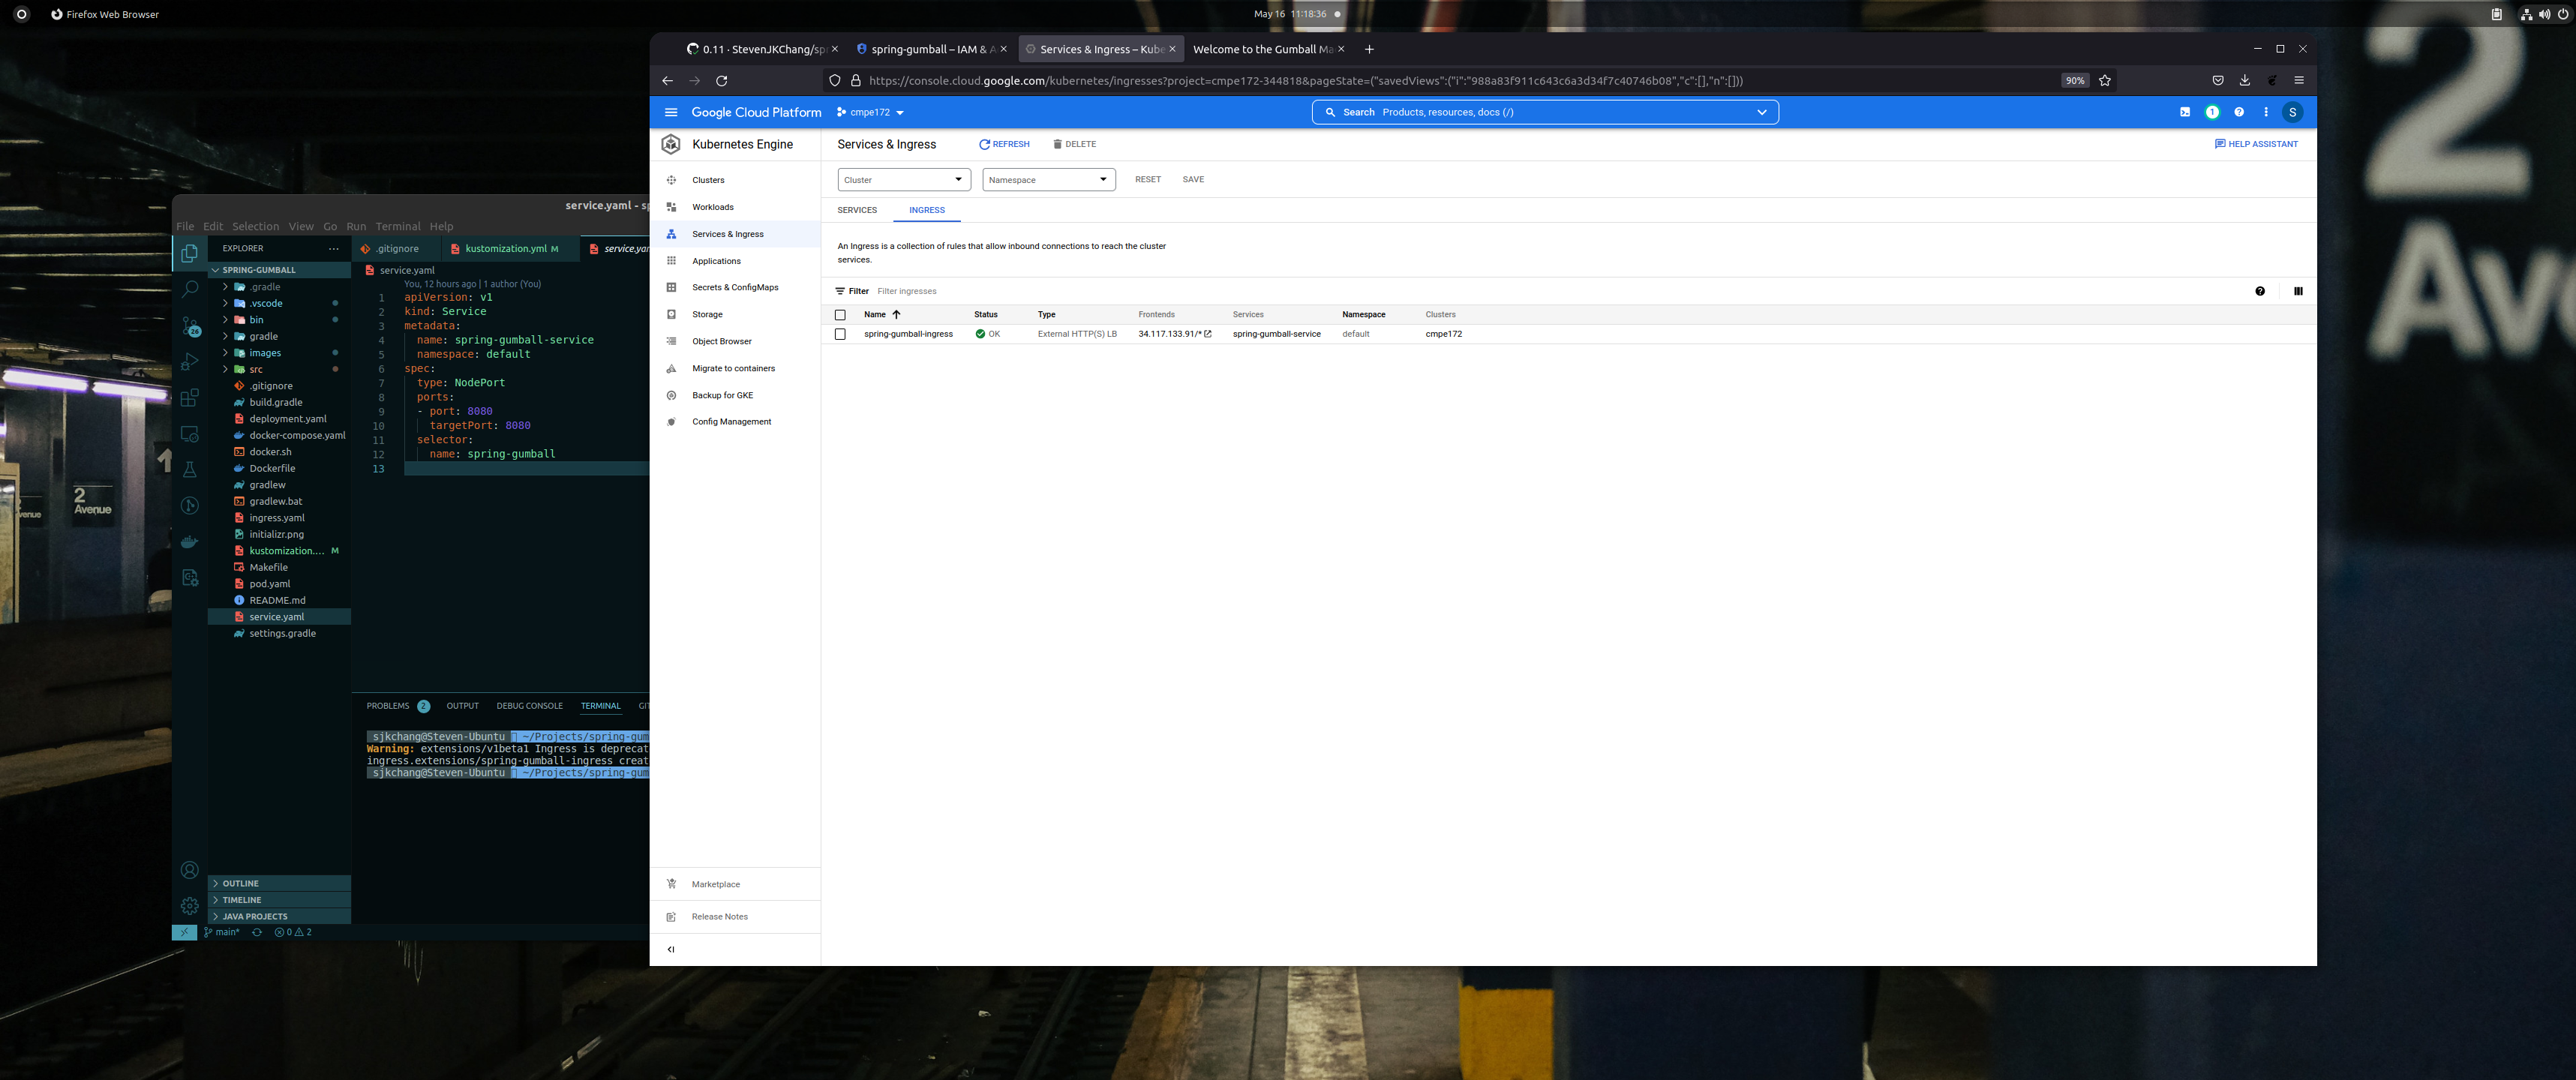 Firefox Web Browser
May 16 11:18:36
0.11 · StevenJKChang/spr
spring-gumball – IAM & A
Services & Ingress – Kube
Welcome to the Gumball Ma
https://console.cloud.google.com/kubernetes/ingresses?project=cmpe172-344818&pageState=("savedViews":("i":"988a83f911c643c6a3d34f7c40746b08","c":[],"n":[]))
90%
Google Cloud Platform
cmpe172
Search Products, resources, docs (/)
1
S
Kubernetes Engine
Clusters
Workloads
Services & Ingress
Applications
Secrets & ConfigMaps
Storage
Object Browser
Migrate to containers
Backup for GKE
Config Management
Marketplace
Release Notes
Services & Ingress
REFRESH
DELETE
HELP ASSISTANT
Cluster
Namespace
RESET
SAVE
SERVICES
INGRESS
An Ingress is a collection of rules that allow inbound connections to reach the cluster
services.
Filter Filter ingresses
Name Status Type Frontends Services Namespace Clusters
spring-gumball-ingress OK External HTTP(S) LB 34.117.133.91/* spring-gumball-service default cmpe172
service.yaml - sp
File Edit Selection View Go Run Terminal Help
EXPLORER
SPRING-GUMBALL
.gradle
.vscode
bin
gradle
images
src
.gitignore
build.gradle
deployment.yaml
docker-compose.yaml
docker.sh
Dockerfile
gradlew
gradlew.bat
ingress.yaml
initializr.png
kustomization.... M
Makefile
pod.yaml
README.md
service.yaml
settings.gradle
OUTLINE
TIMELINE
JAVA PROJECTS
26
.gitignore
kustomization.yml M
service.yam
service.yaml
You, 12 hours ago | 1 author (You)
1 apiVersion: v1
2 kind: Service
3 metadata:
4 name: spring-gumball-service
5 namespace: default
6 spec:
7 type: NodePort
8 ports:
9 - port: 8080
10 targetPort: 8080
11 selector:
12 name: spring-gumball
13
PROBLEMS 2 OUTPUT DEBUG CONSOLE TERMINAL GI
sjkchang@Steven-Ubuntu ~/Projects/spring-gum
Warning: extensions/v1beta1 Ingress is deprecat
ingress.extensions/spring-gumball-ingress creat
sjkchang@Steven-Ubuntu ~/Projects/spring-gum
main* 0 2
2
Avenue
2
Ave